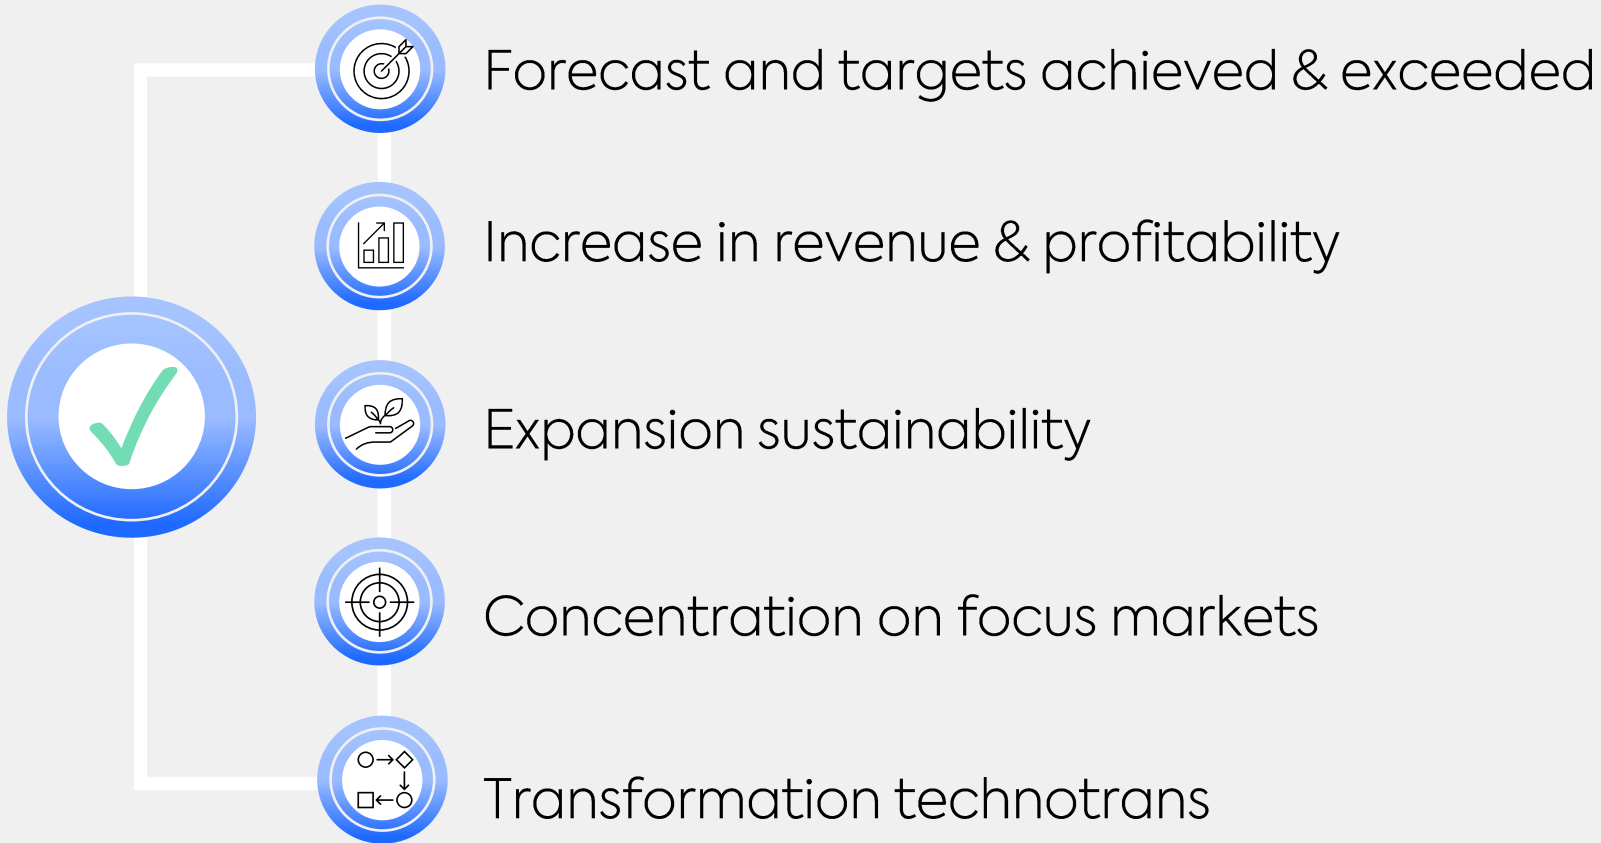 Forecast and targets achieved & exceeded
Increase in revenue & profitability
Expansion sustainability
Concentration on focus markets
Transformation technotrans